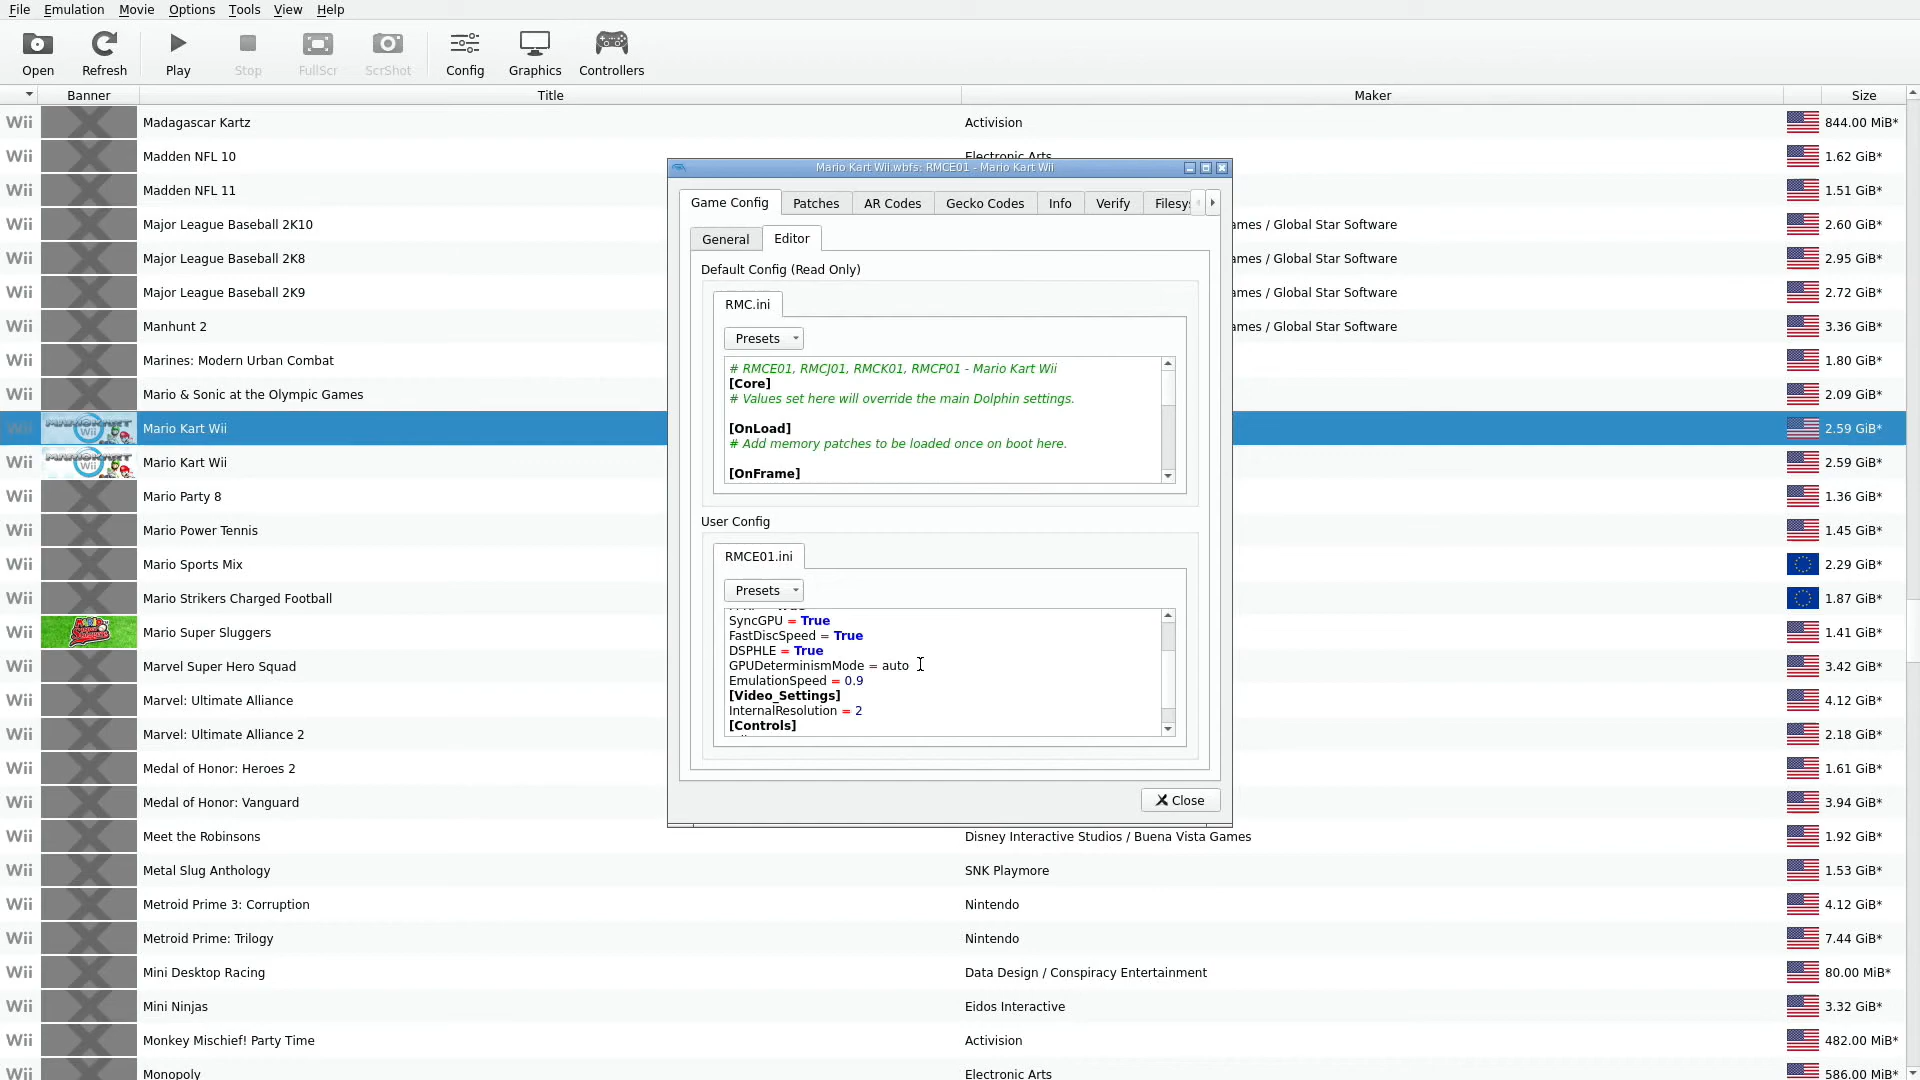 File Emulation Movie Options Tools View Help
Open Refresh Play Stop FullScr ScrShot Config Graphics Controllers
Banner Title Maker Size
Wii Madagascar Kartz Activision 844.00 MiB*
Wii Madden NFL 10 Electronic Arts 1.62 GiB*
Wii Madden NFL 11 1.51 GiB*
Wii Major League Baseball 2K10 ames / Global Star Software 2.60 GiB*
Wii Major League Baseball 2K8 ames / Global Star Software 2.95 GiB*
Wii Major League Baseball 2K9 ames / Global Star Software 2.72 GiB*
Wii Manhunt 2 ames / Global Star Software 3.36 GiB*
Wii Marines: Modern Urban Combat 1.80 GiB*
Wii Mario & Sonic at the Olympic Games 2.09 GiB*
Wii MARIOKART Wii Mario Kart Wii 2.59 GiB*
Wii MARIOKART Wii Mario Kart Wii 2.59 GiB*
Wii Mario Party 8 1.36 GiB*
Wii Mario Power Tennis 1.45 GiB*
Wii Mario Sports Mix 2.29 GiB*
Wii Mario Strikers Charged Football 1.87 GiB*
Wii Mario Super Sluggers 1.41 GiB*
Wii Marvel Super Hero Squad 3.42 GiB*
Wii Marvel: Ultimate Alliance 4.12 GiB*
Wii Marvel: Ultimate Alliance 2 2.18 GiB*
Wii Medal of Honor: Heroes 2 1.61 GiB*
Wii Medal of Honor: Vanguard 3.94 GiB*
Wii Meet the Robinsons Disney Interactive Studios / Buena Vista Games 1.92 GiB*
Wii Metal Slug Anthology SNK Playmore 1.53 GiB*
Wii Metroid Prime 3: Corruption Nintendo 4.12 GiB*
Wii Metroid Prime: Trilogy Nintendo 7.44 GiB*
Wii Mini Desktop Racing Data Design / Conspiracy Entertainment 80.00 MiB*
Wii Mini Ninjas Eidos Interactive 3.32 GiB*
Wii Monkey Mischief! Party Time Activision 482.00 MiB*
Wii Monopoly Electronic Arts 586.00 MiB*
Mario Kart Wii.wbfs: RMCE01 - Mario Kart Wii
Game Config Patches AR Codes Gecko Codes Info Verify Filesy
General Editor
Default Config (Read Only)
RMC.ini
Presets
# RMCE01, RMCJ01, RMCK01, RMCP01 - Mario Kart Wii
[Core]
# Values set here will override the main Dolphin settings.
[OnLoad]
# Add memory patches to be loaded once on boot here.
[OnFrame]
User Config
RMCE01.ini
Presets
SyncGPU = True
FastDiscSpeed = True
DSPHLE = True
GPUDeterminismMode = auto
EmulationSpeed = 0.9
[Video_Settings]
InternalResolution = 2
[Controls]
Close